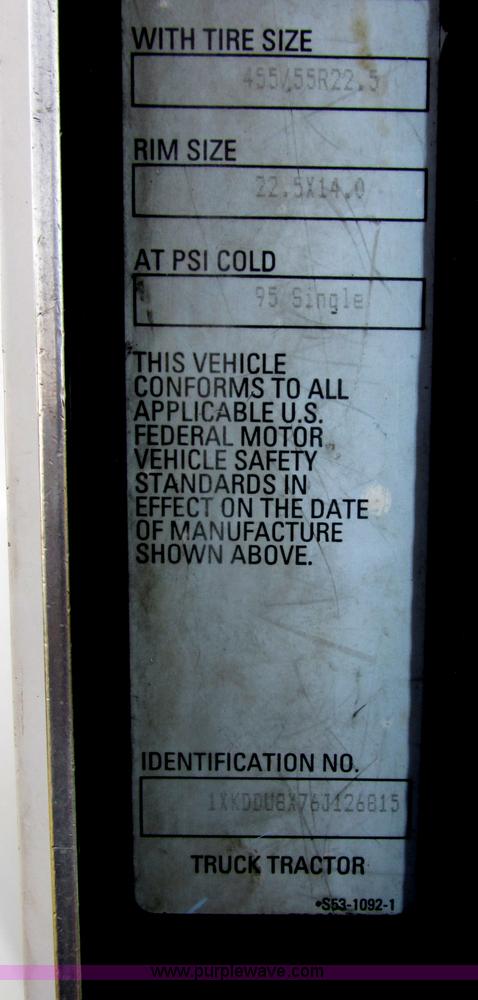 WITH TIRE SIZE
455/55R22.5
RIM SIZE
22.5X14.0
AT PSI COLD
95 Single
THIS VEHICLE
CONFORMS TO ALL
APPLICABLE U.S.
FEDERAL MOTOR
VEHICLE SAFETY
STANDARDS IN
EFFECT ON THE DATE
OF MANUFACTURE
SHOWN ABOVE.
IDENTIFICATION NO.
1XKDDU8X76J126815
TRUCK TRACTOR
•S53-1092-1
www.purplewave.com